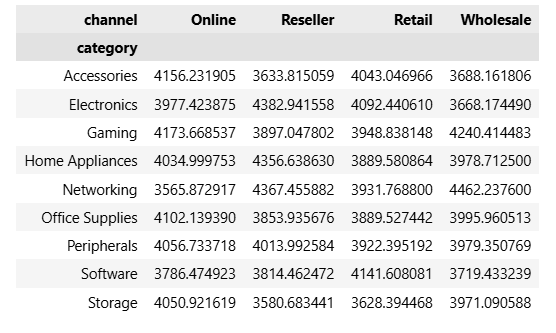 channel Online Reseller Retail Wholesale
category
Accessories 4156.231905 3633.815059 4043.046966 3688.161806
Electronics 3977.423875 4382.941558 4092.440610 3668.174490
Gaming 4173.668537 3897.047802 3948.838148 4240.414483
Home Appliances 4034.999753 4356.638630 3889.580864 3978.712500
Networking 3565.872917 4367.455882 3931.768800 4462.237600
Office Supplies 4102.139390 3853.935676 3889.527442 3995.960513
Peripherals 4056.733718 4013.992584 3922.395192 3979.350769
Software 3786.474923 3814.462472 4141.608081 3719.433239
Storage 4050.921619 3580.683441 3628.394468 3971.090588